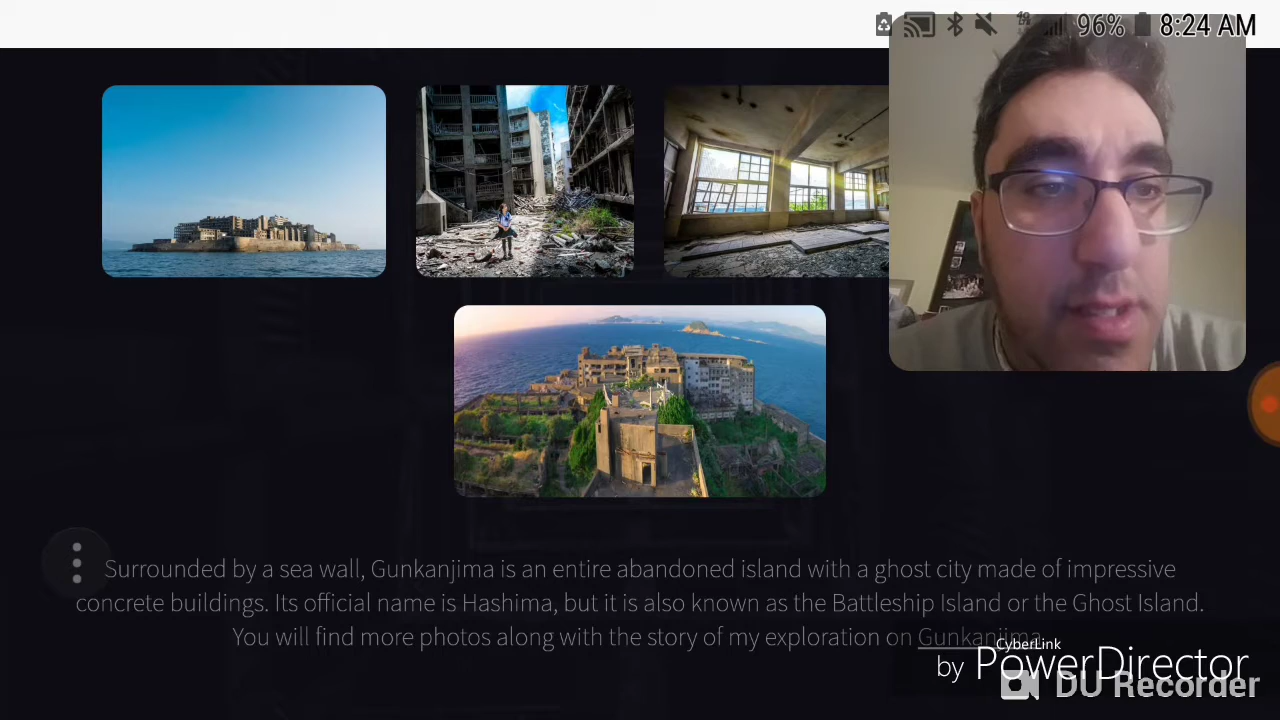 96% 8:24 AM
Surrounded by a sea wall, Gunkanjima is an entire abandoned island with a ghost city made of impressive
concrete buildings. Its official name is Hashima, but it is also known as the Battleship Island or the Ghost Island.
You will find more photos along with the story of my exploration on Gunkanjima
CyberLink
by PowerDirector
DU Recorder